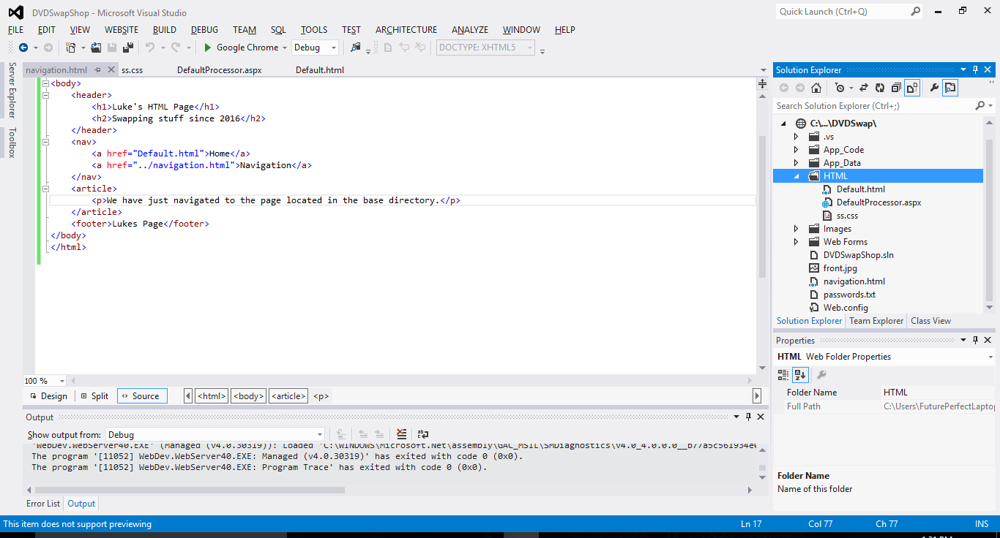 DVDSwapShop - Microsoft Visual Studio
Quick Launch (Ctrl+Q)
FILE EDIT VIEW WEBSITE BUILD DEBUG TEAM SQL TOOLS TEST ARCHITECTURE ANALYZE WINDOW HELP
Google Chrome Debug DOCTYPE: XHTML5
Server Explorer
Toolbox
navigation.html ss.css DefaultProcessor.aspx Default.html
<body>
<header>
<h1>Luke's HTML Page</h1>
<h2>Swapping stuff since 2016</h2>
</header>
<nav>
<a href="Default.html">Home</a>
<a href="../navigation.html">Navigation</a>
</nav>
<article>
<p>We have just navigated to the page located in the base directory.</p>
</article>
<footer>Lukes Page</footer>
</body>
</html>
100 %
Design Split Source <html> <body> <article> <p>
Output
Show output from: Debug
'WebDev.WebServer40.EXE' (Managed (v4.0.30319)): Loaded 'C:\WINDOWS\Microsoft.Net\assembly\GAC_MSIL\SMDiagnostics\v4.0_4.0.0.0__b77a5c561934e0
The program '[11052] WebDev.WebServer40.EXE: Managed (v4.0.30319)' has exited with code 0 (0x0).
The program '[11052] WebDev.WebServer40.EXE: Program Trace' has exited with code 0 (0x0).
Error List Output
Solution Explorer
Search Solution Explorer (Ctrl+;)
C:\...\DVDSwap\
.vs
App_Code
App_Data
HTML
Default.html
DefaultProcessor.aspx
ss.css
Images
Web Forms
DVDSwapShop.sln
front.jpg
navigation.html
passwords.txt
Web.config
Solution Explorer Team Explorer Class View
Properties
HTML Web Folder Properties
Folder Name HTML
Full Path C:\Users\FuturePerfectLaptop
Folder Name
Name of this folder
This item does not support previewing Ln 17 Col 77 Ch 77 INS